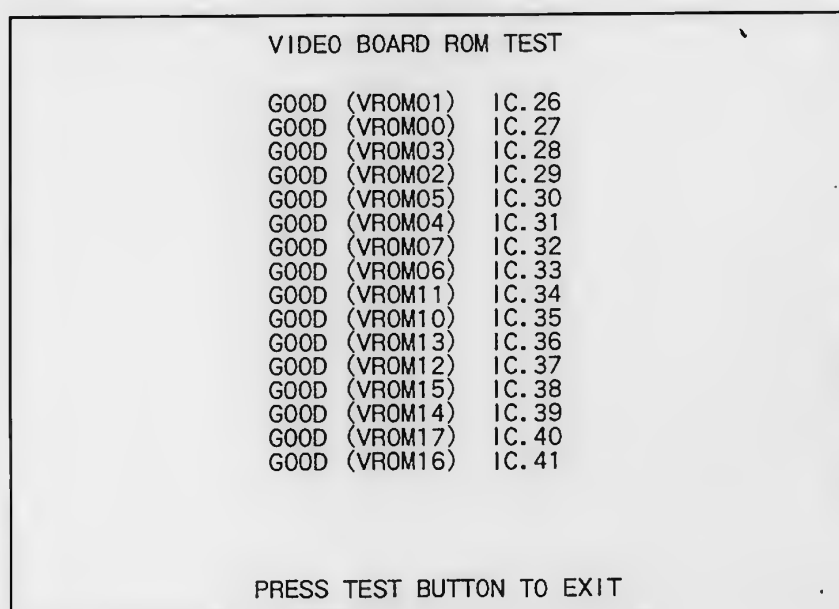 VIDEO BOARD ROM TEST
GOOD (VROM01) IC.26
GOOD (VROM00) IC.27
GOOD (VROM03) IC.28
GOOD (VROM02) IC.29
GOOD (VROM05) IC.30
GOOD (VROM04) IC.31
GOOD (VROM07) IC.32
GOOD (VROM06) IC.33
GOOD (VROM11) IC.34
GOOD (VROM10) IC.35
GOOD (VROM13) IC.36
GOOD (VROM12) IC.37
GOOD (VROM15) IC.38
GOOD (VROM14) IC.39
GOOD (VROM17) IC.40
GOOD (VROM16) IC.41
PRESS TEST BUTTON TO EXIT